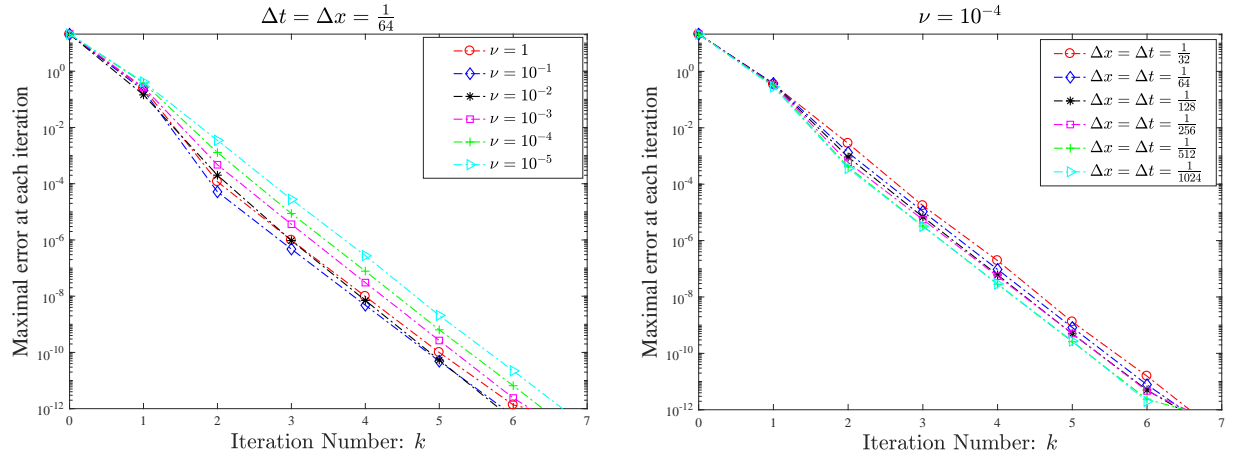 Δt = Δx = 1/64
Maximal error at each iteration
10^0
10^-2
10^-4
10^-6
10^-8
10^-10
10^-12
0 1 2 3 4 5 6 7
Iteration Number: k
ν = 1
ν = 10^-1
ν = 10^-2
ν = 10^-3
ν = 10^-4
ν = 10^-5
ν = 10^-4
Maximal error at each iteration
10^0
10^-2
10^-4
10^-6
10^-8
10^-10
10^-12
0 1 2 3 4 5 6 7
Iteration Number: k
Δx = Δt = 1/32
Δx = Δt = 1/64
Δx = Δt = 1/128
Δx = Δt = 1/256
Δx = Δt = 1/512
Δx = Δt = 1/1024